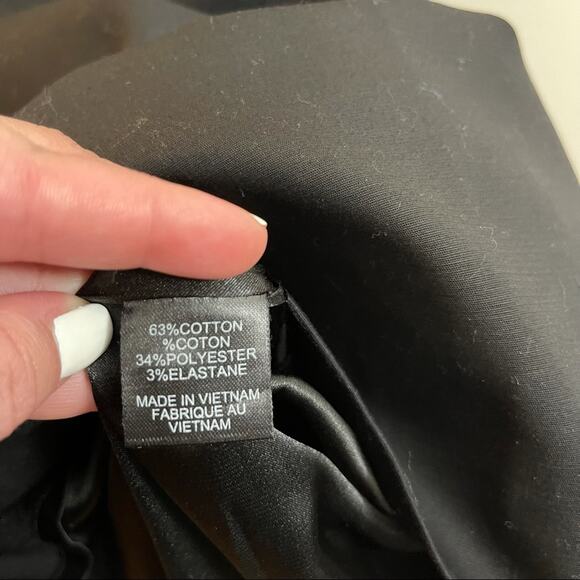 63%COTTON
%COTON
34%POLYESTER
3%ELASTANE
MADE IN VIETNAM
FABRIQUE AU
VIETNAM